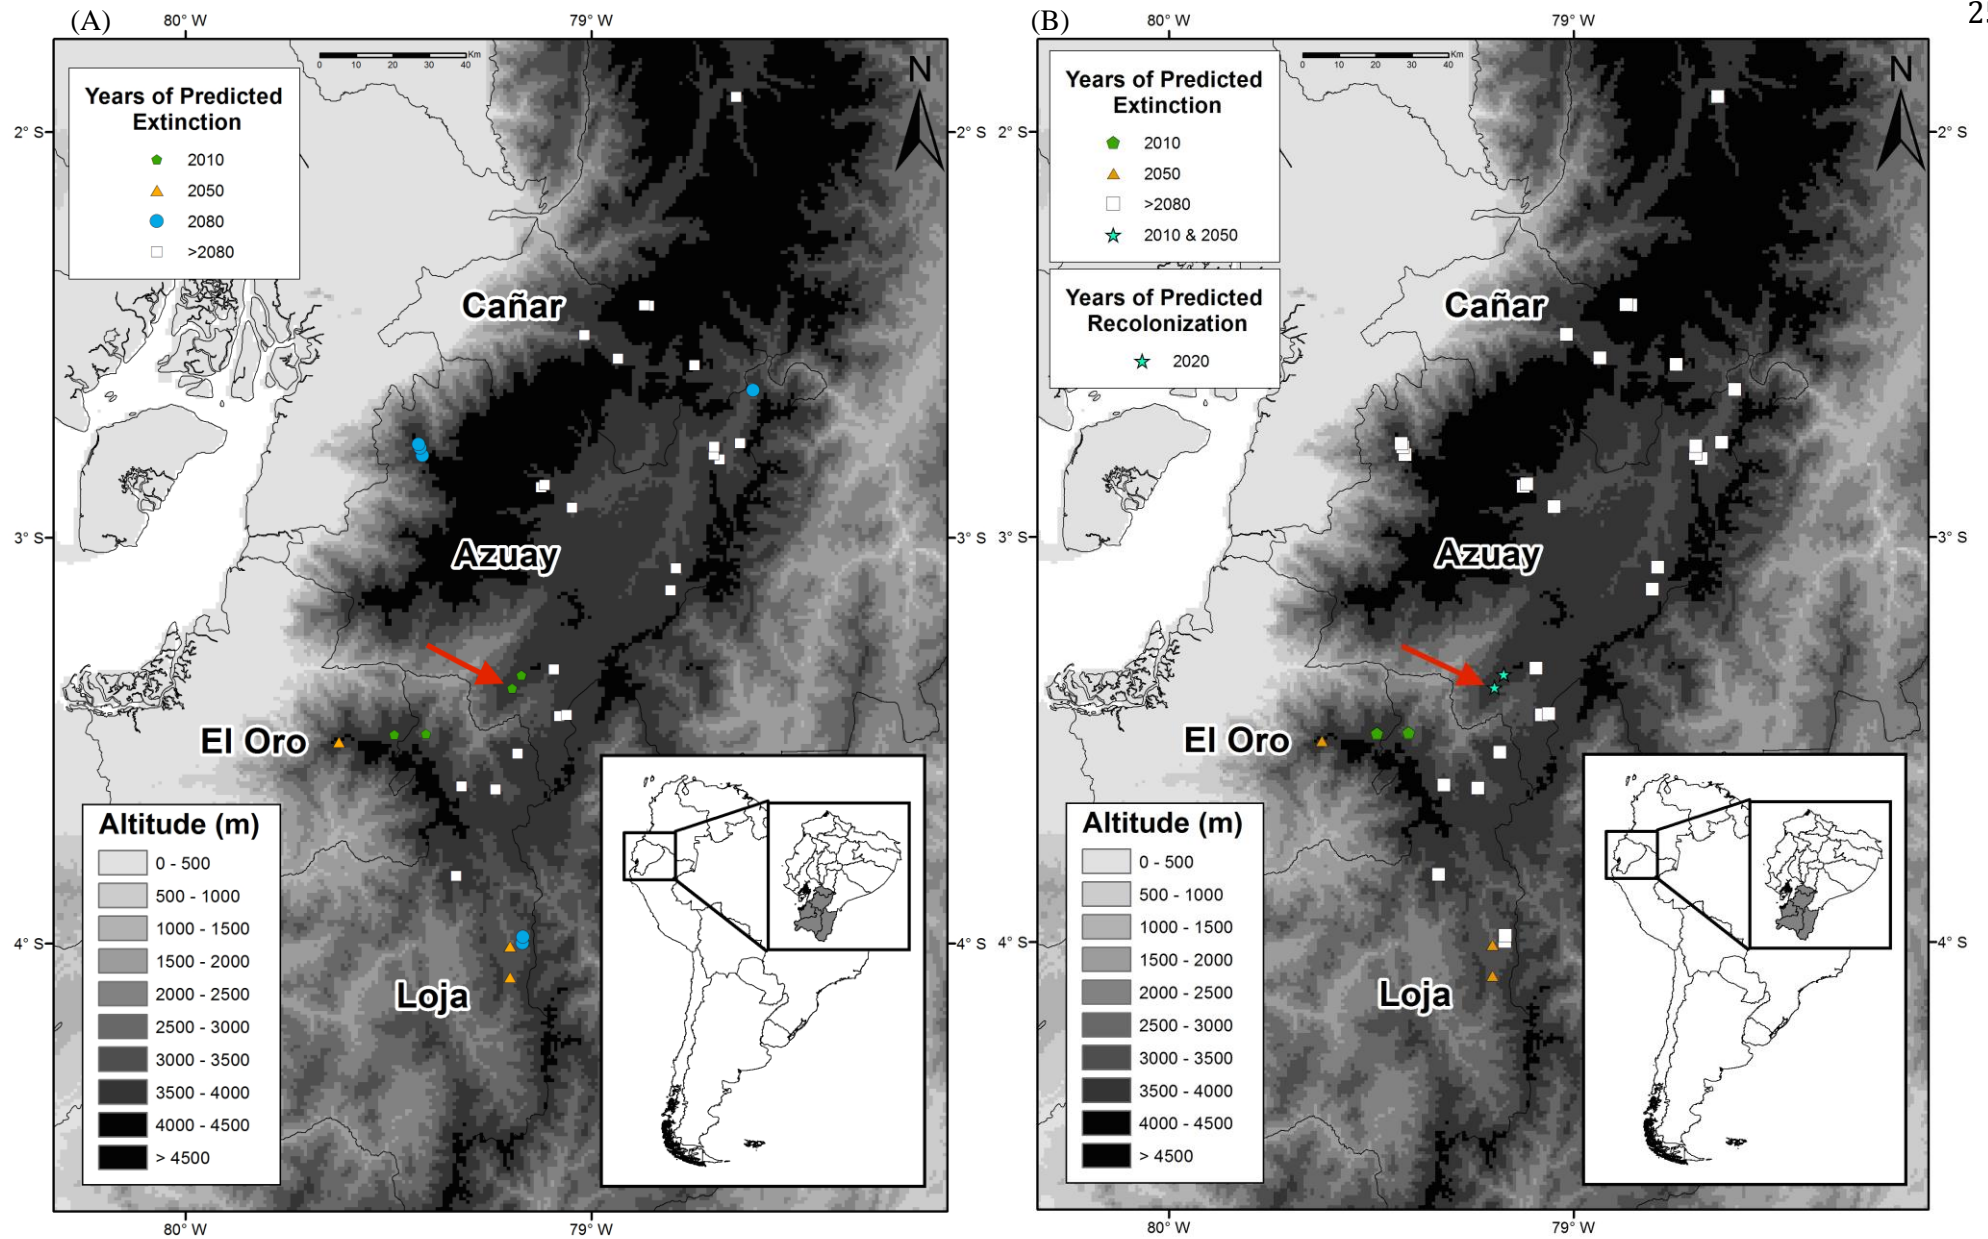 (A)
80° W
79° W
0 10 20 30 40 Km
N
Years of Predicted
Extinction
2010
2050
2080
>2080
2° S
2° S
3° S
3° S
4° S
4° S
Cañar
Azuay
El Oro
Loja
Altitude (m)
0 - 500
500 - 1000
1000 - 1500
1500 - 2000
2000 - 2500
2500 - 3000
3000 - 3500
3500 - 4000
4000 - 4500
> 4500
80° W
79° W
(B)
80° W
79° W
0 10 20 30 40 Km
N
Years of Predicted
Extinction
2010
2050
>2080
2010 & 2050
Years of Predicted
Recolonization
2020
2° S
2° S
3° S
3° S
4° S
4° S
Cañar
Azuay
El Oro
Loja
Altitude (m)
0 - 500
500 - 1000
1000 - 1500
1500 - 2000
2000 - 2500
2500 - 3000
3000 - 3500
3500 - 4000
4000 - 4500
> 4500
80° W
79° W